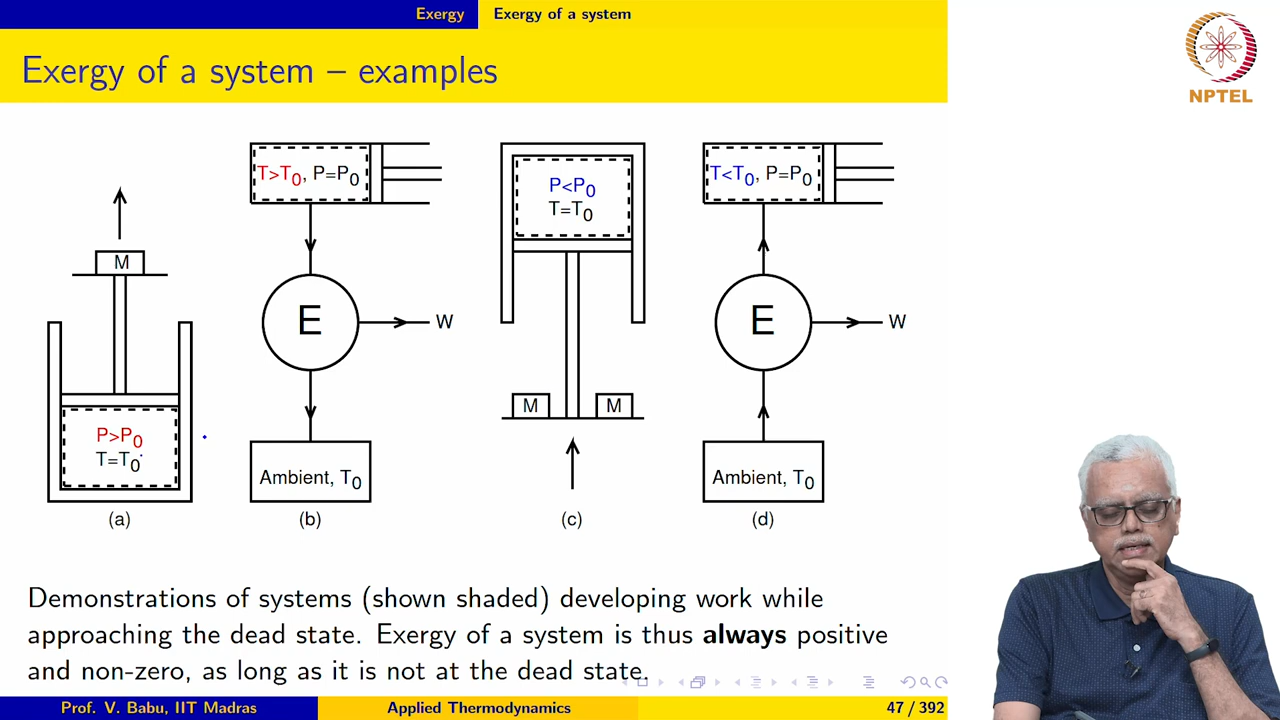 Exergy Exergy of a system
Exergy of a system – examples
NPTEL
M
P>P0
T=T0
(a)
T>T0, P=P0
E
W
Ambient, T0
(b)
P<P0
T=T0
M M
(c)
T<T0, P=P0
E
W
Ambient, T0
(d)
Demonstrations of systems (shown shaded) developing work while
approaching the dead state. Exergy of a system is thus always positive
and non-zero, as long as it is not at the dead state.
Prof. V. Babu, IIT Madras Applied Thermodynamics 47 / 392